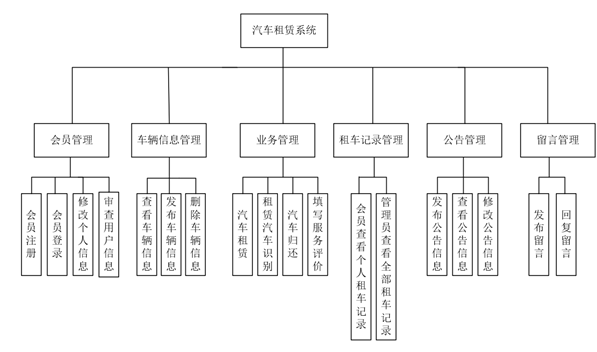 汽车租赁系统
会员管理
车辆信息管理
业务管理
租车记录管理
公告管理
留言管理
会员注册
会员登录
修改个人信息
审查用户信息
查看车辆信息
发布车辆信息
删除车辆信息
汽车租赁
租赁汽车识别
汽车归还
填写服务评价
会员查看个人租车记录
管理员查看全部租车记录
发布公告信息
查看公告信息
修改公告信息
发布留言
回复留言